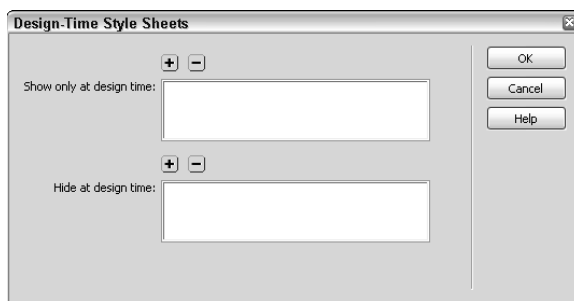 Design-Time Style Sheets
Show only at design time:
Hide at design time:
OK
Cancel
Help